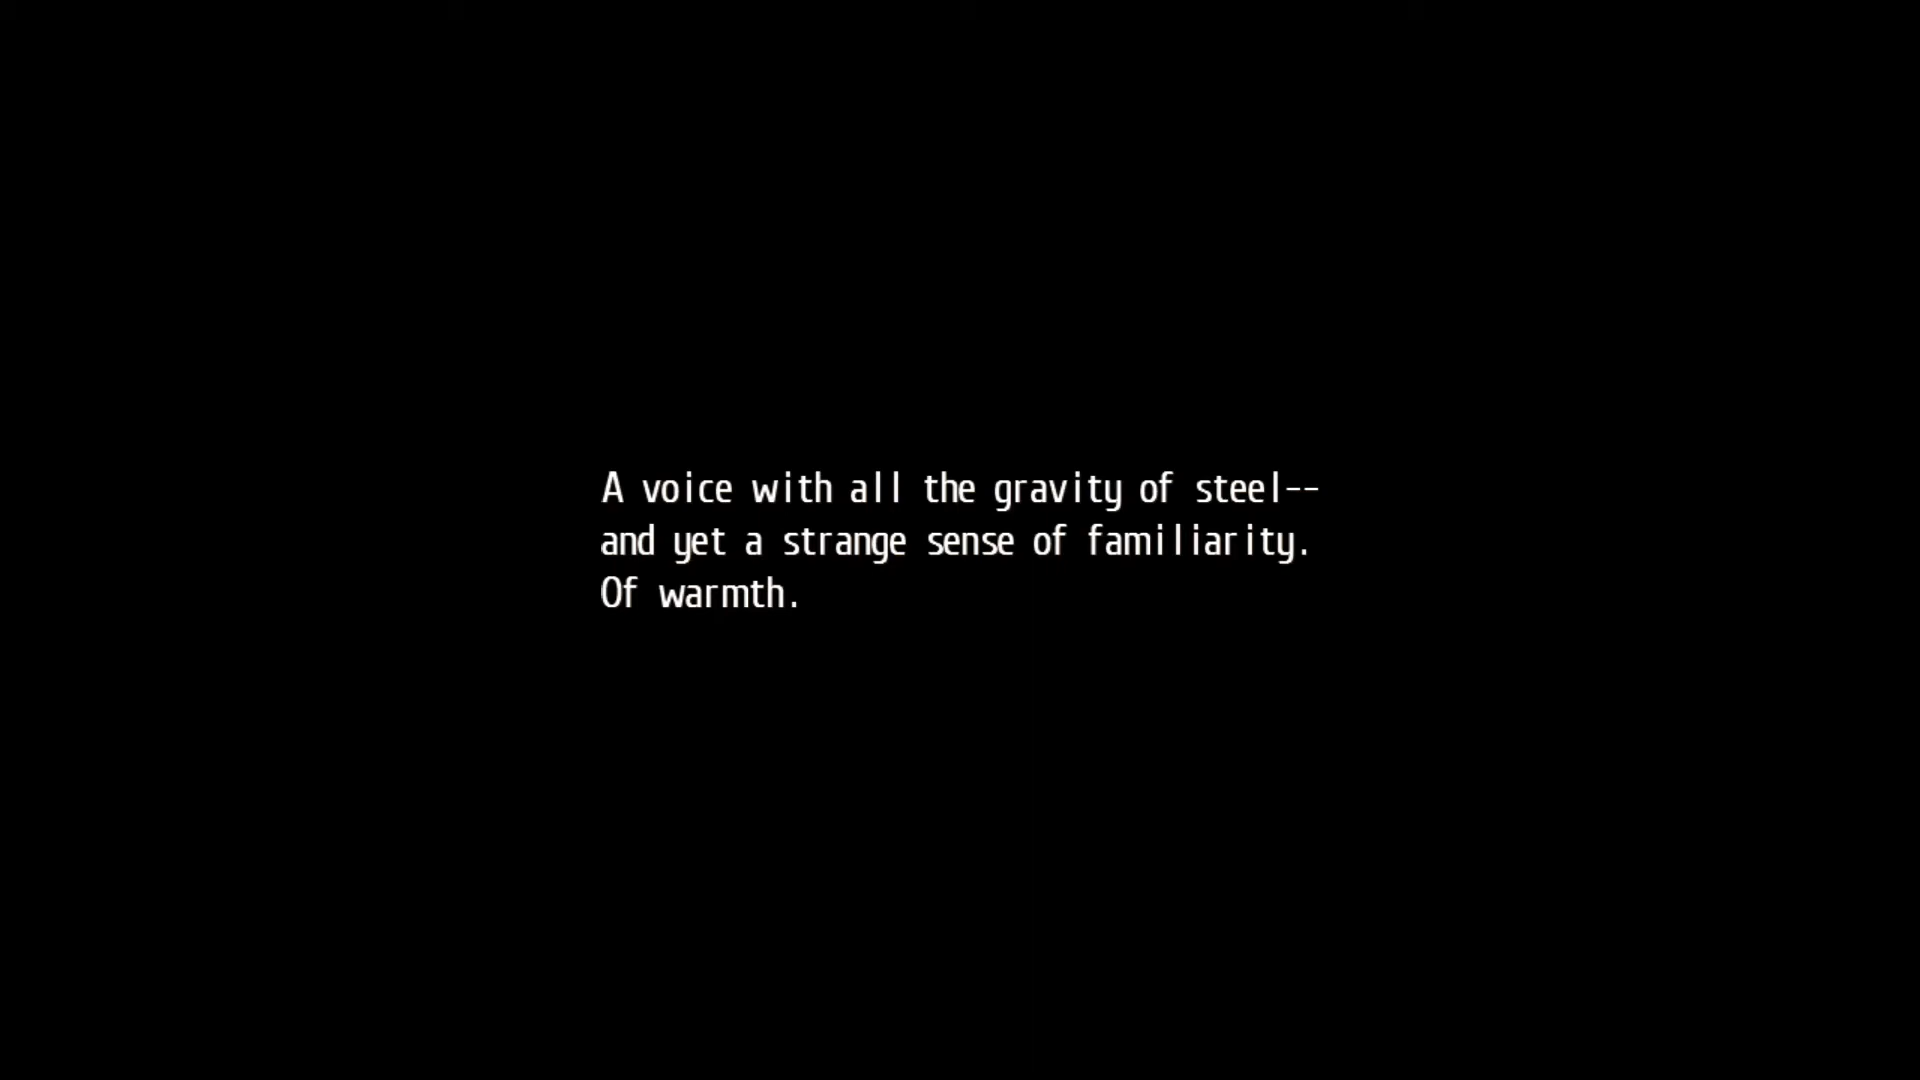 A voice with all the gravity of steel--
and yet a strange sense of familiarity.
Of warmth.